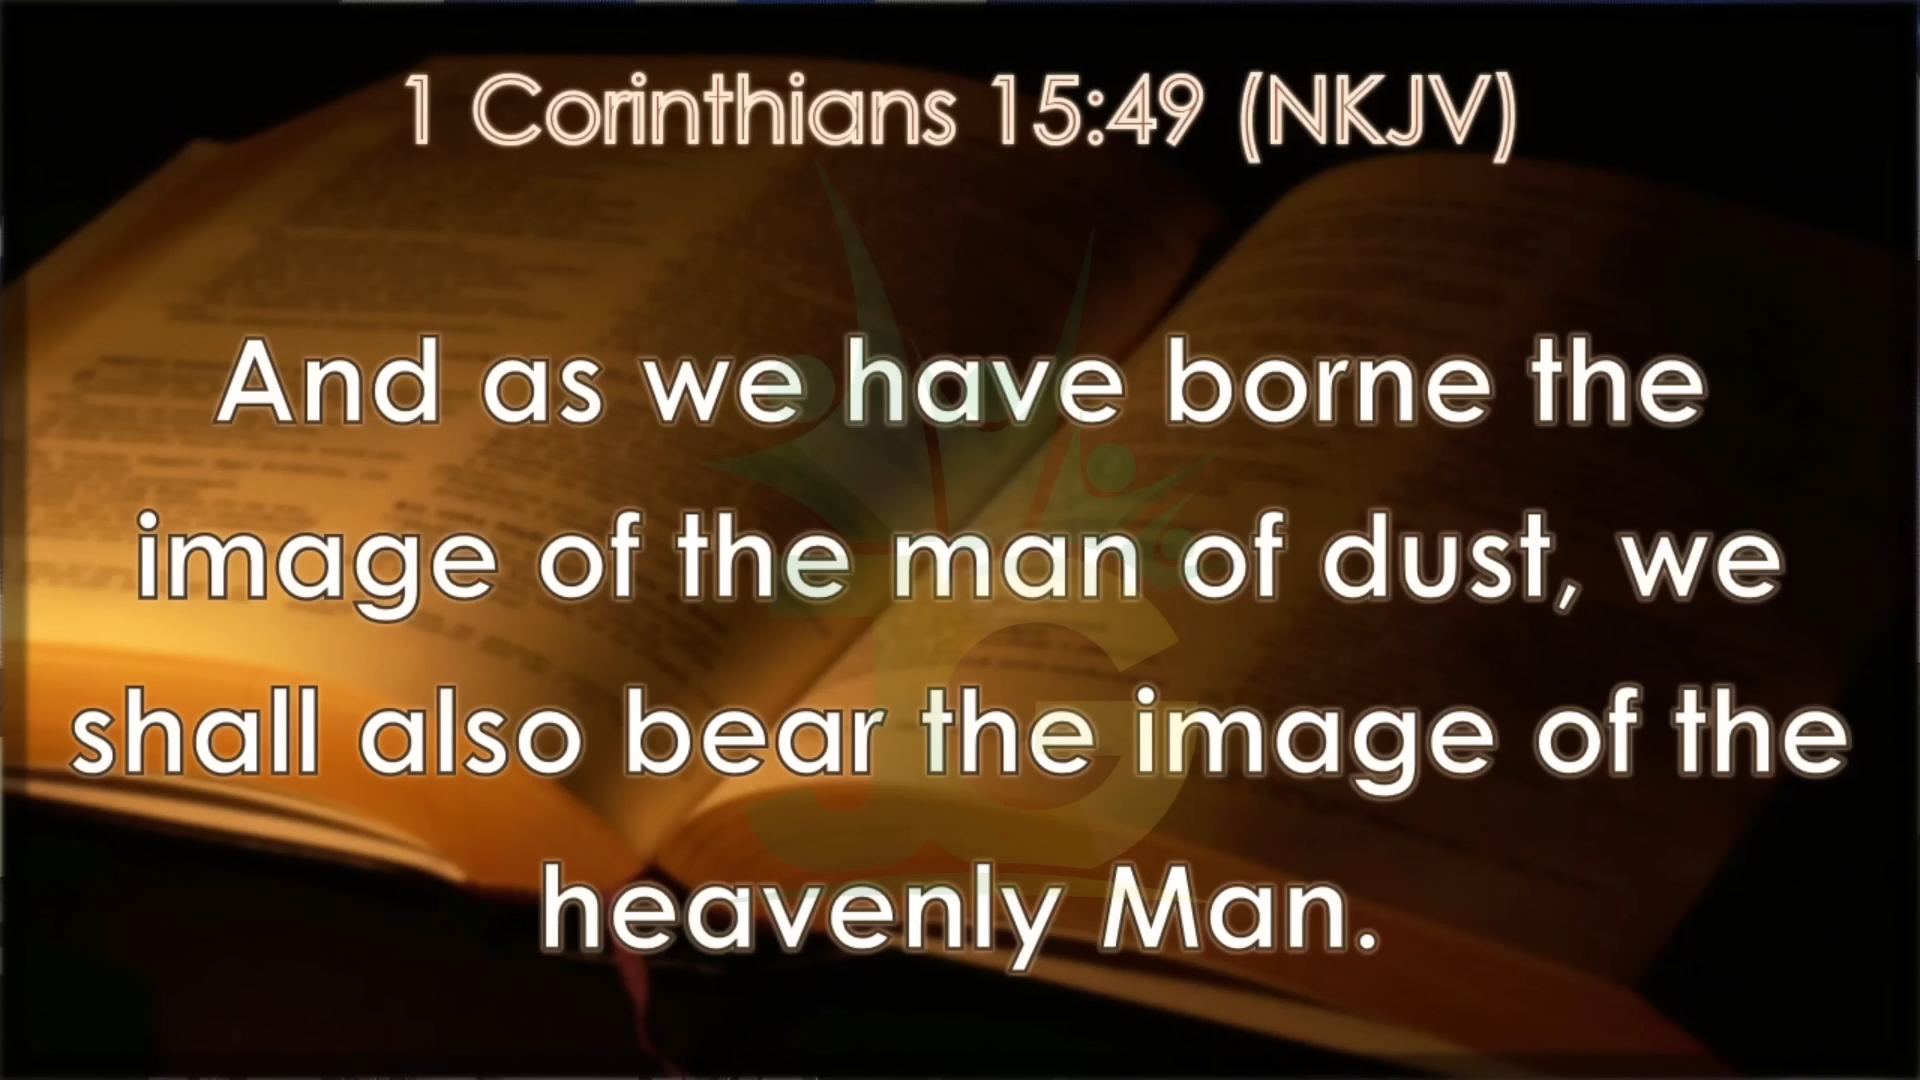 1 Corinthians 15:49 (NKJV)
And as we have borne the
image of the man of dust, we
shall also bear the image of the
heavenly Man.
JG